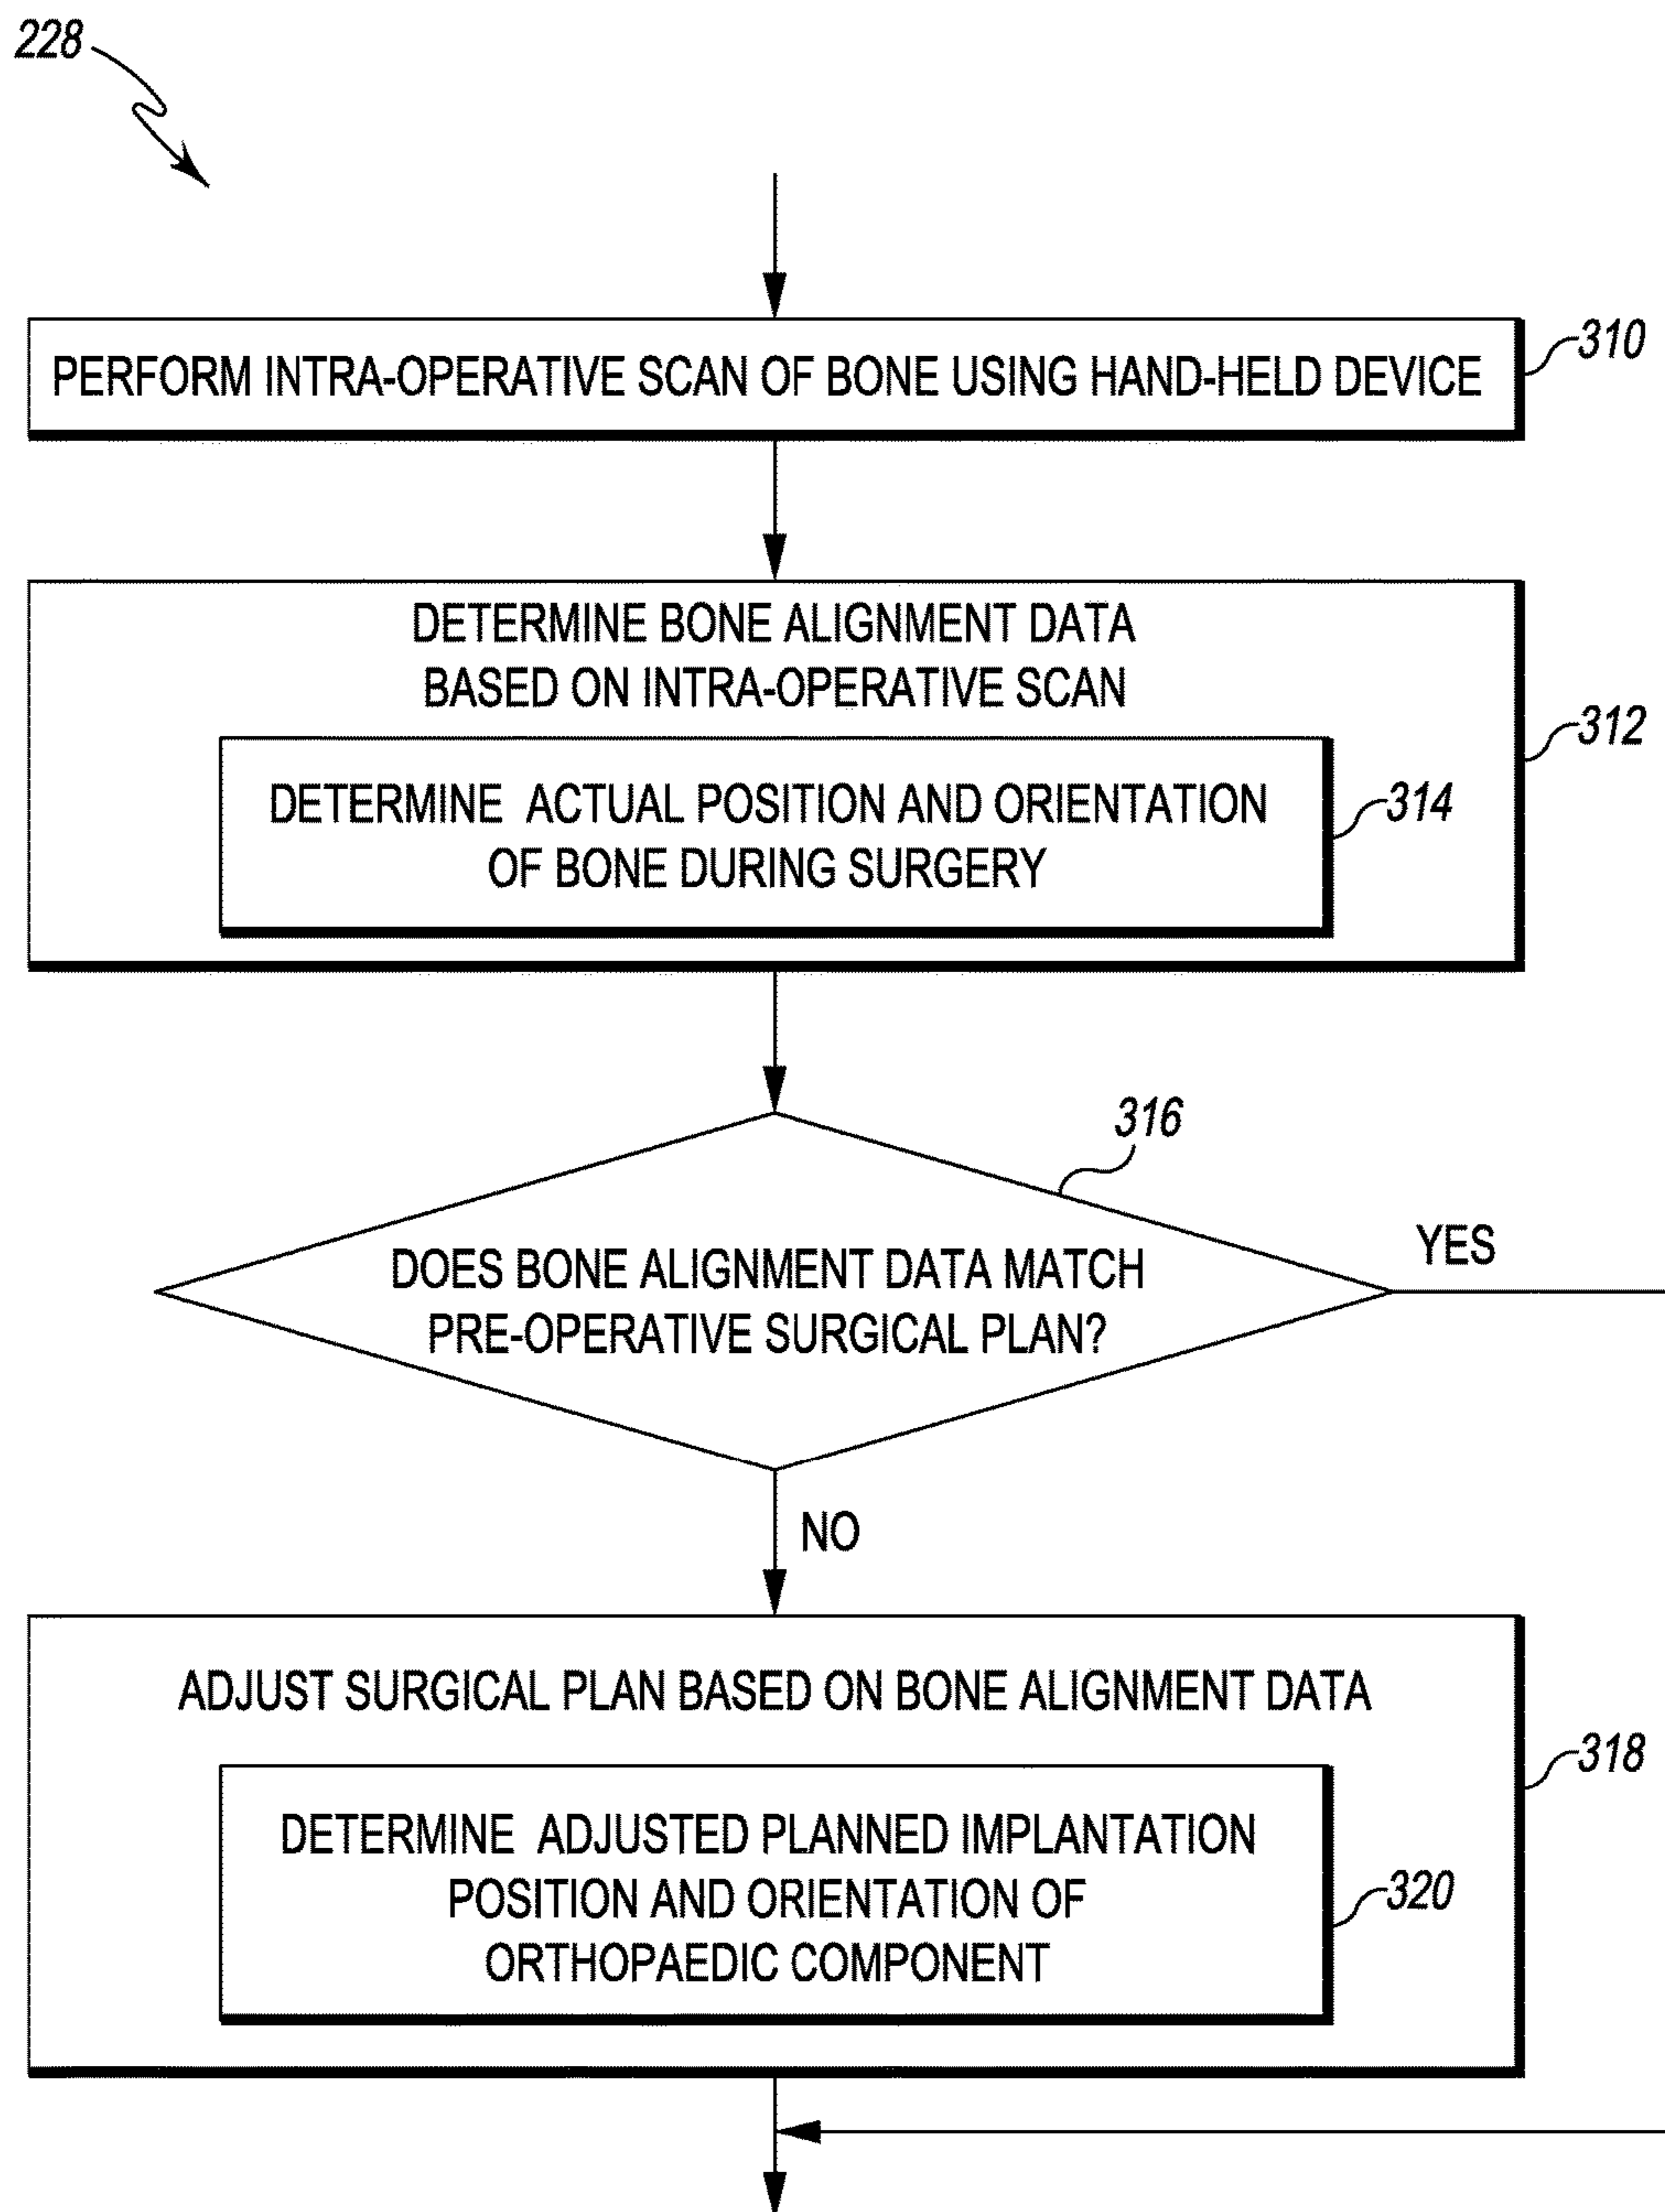 228
PERFORM INTRA-OPERATIVE SCAN OF BONE USING HAND-HELD DEVICE
310
DETERMINE BONE ALIGNMENT DATA
BASED ON INTRA-OPERATIVE SCAN
312
DETERMINE ACTUAL POSITION AND ORIENTATION
OF BONE DURING SURGERY
314
316
DOES BONE ALIGNMENT DATA MATCH
PRE-OPERATIVE SURGICAL PLAN?
YES
NO
ADJUST SURGICAL PLAN BASED ON BONE ALIGNMENT DATA
318
DETERMINE ADJUSTED PLANNED IMPLANTATION
POSITION AND ORIENTATION OF
ORTHOPAEDIC COMPONENT
320